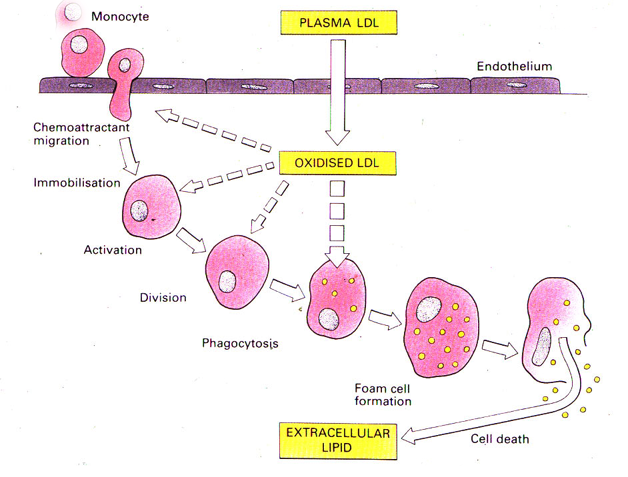 Monocyte
PLASMA LDL
Endothelium
Chemoattractant
migration
OXIDISED LDL
Immobilisation
Activation
Division
Phagocytosis
Foam cell
formation
EXTRACELLULAR
LIPID
Cell death